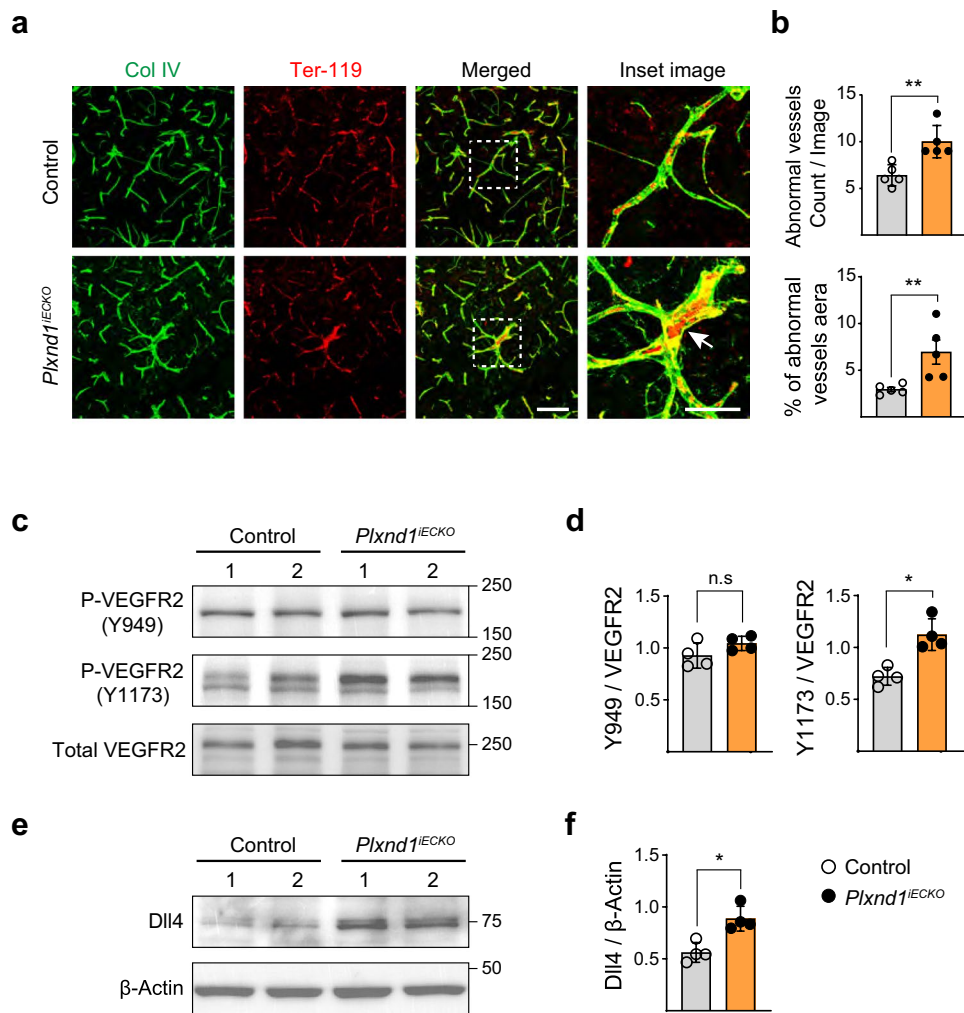 a
Col IV Ter-119 Merged Inset image
Control
Plxnd1iECKO
b
Abnormal vessels
Count / Image
15
10
5
**
% of abnormal
vessels aera
15
10
5
**
c
Control Plxnd1iECKO
1 2 1 2
P-VEGFR2
(Y949)
250
150
P-VEGFR2
(Y1173)
250
150
Total VEGFR2
250
d
Y949 / VEGFR2
1.5
1.0
0.5
n.s
Y1173 / VEGFR2
1.5
1.0
0.5
*
e
Control Plxnd1iECKO
1 2 1 2
Dll4
75
β-Actin
50
f
Dll4 / β-Actin
1.5
1.0
0.5
*
Control
Plxnd1iECKO